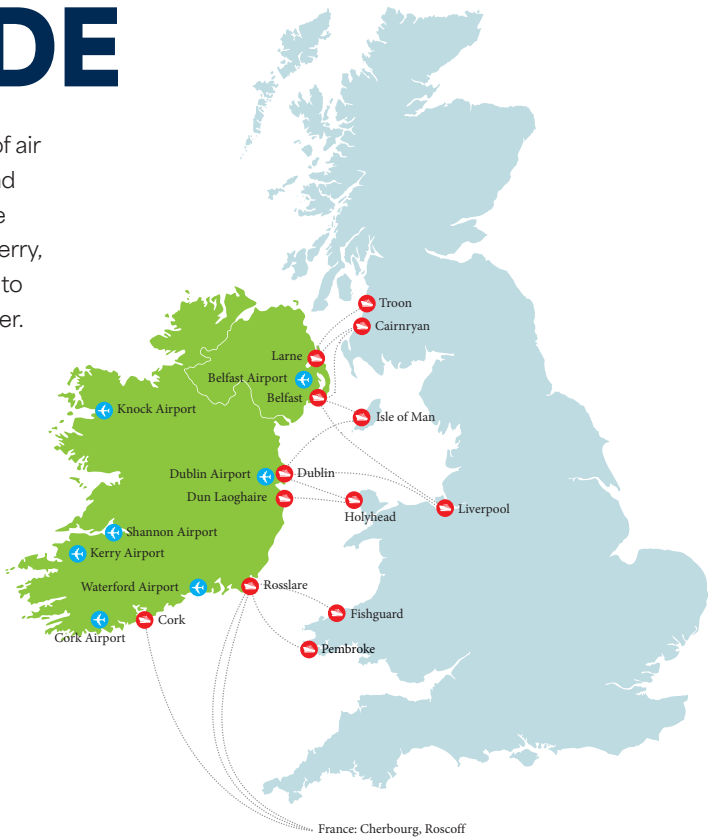 DE
of air
nd
e
erry,
to
er.
Troon
Cairnryan
Larne
Belfast Airport
Belfast
Knock Airport
Isle of Man
Dublin Airport
Dublin
Dun Laoghaire
Holyhead
Liverpool
Shannon Airport
Kerry Airport
Waterford Airport
Rosslare
Fishguard
Cork
Cork Airport
Pembroke
France: Cherbourg, Roscoff